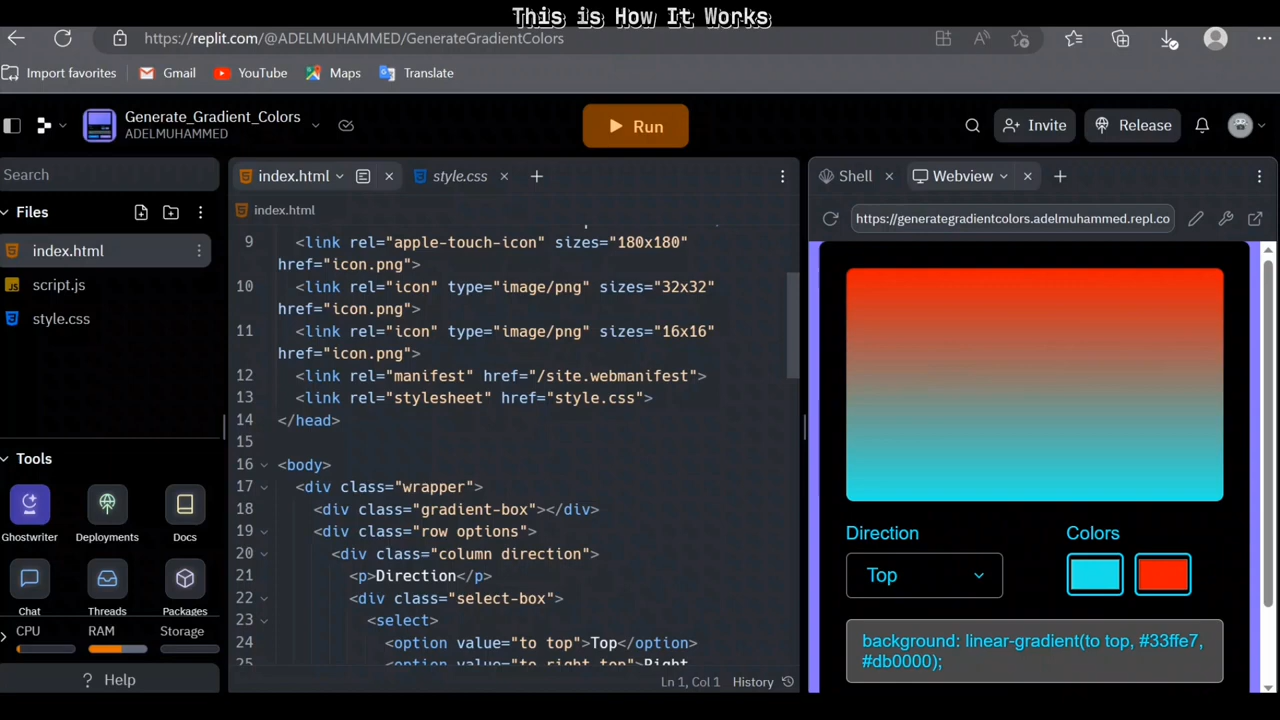 This is How It Works
https://replit.com/@ADELMUHAMMED/GenerateGradientColors
Import favorites
Gmail
YouTube
Maps
Translate
Generate_Gradient_Colors
ADELMUHAMMED
Run
Invite
Release
Search
Files
index.html
script.js
style.css
Tools
Ghostwriter
Deployments
Docs
Chat
Threads
Packages
CPU
RAM
Storage
? Help
index.html
style.css
index.html
9 <link rel="apple-touch-icon" sizes="180x180"
href="icon.png">
10 <link rel="icon" type="image/png" sizes="32x32"
href="icon.png">
11 <link rel="icon" type="image/png" sizes="16x16"
href="icon.png">
12 <link rel="manifest" href="/site.webmanifest">
13 <link rel="stylesheet" href="style.css">
14 </head>
15
16 <body>
17 <div class="wrapper">
18 <div class="gradient-box"></div>
19 <div class="row options">
20 <div class="column direction">
21 <p>Direction</p>
22 <div class="select-box">
23 <select>
24 <option value="to top">Top</option>
25 <option value="to right top">Right
Ln 1, Col 1
History
Shell
Webview
https://generategradientcolors.adelmuhammed.repl.co
Direction
Colors
Top
background: linear-gradient(to top, #33ffe7,
#db0000);